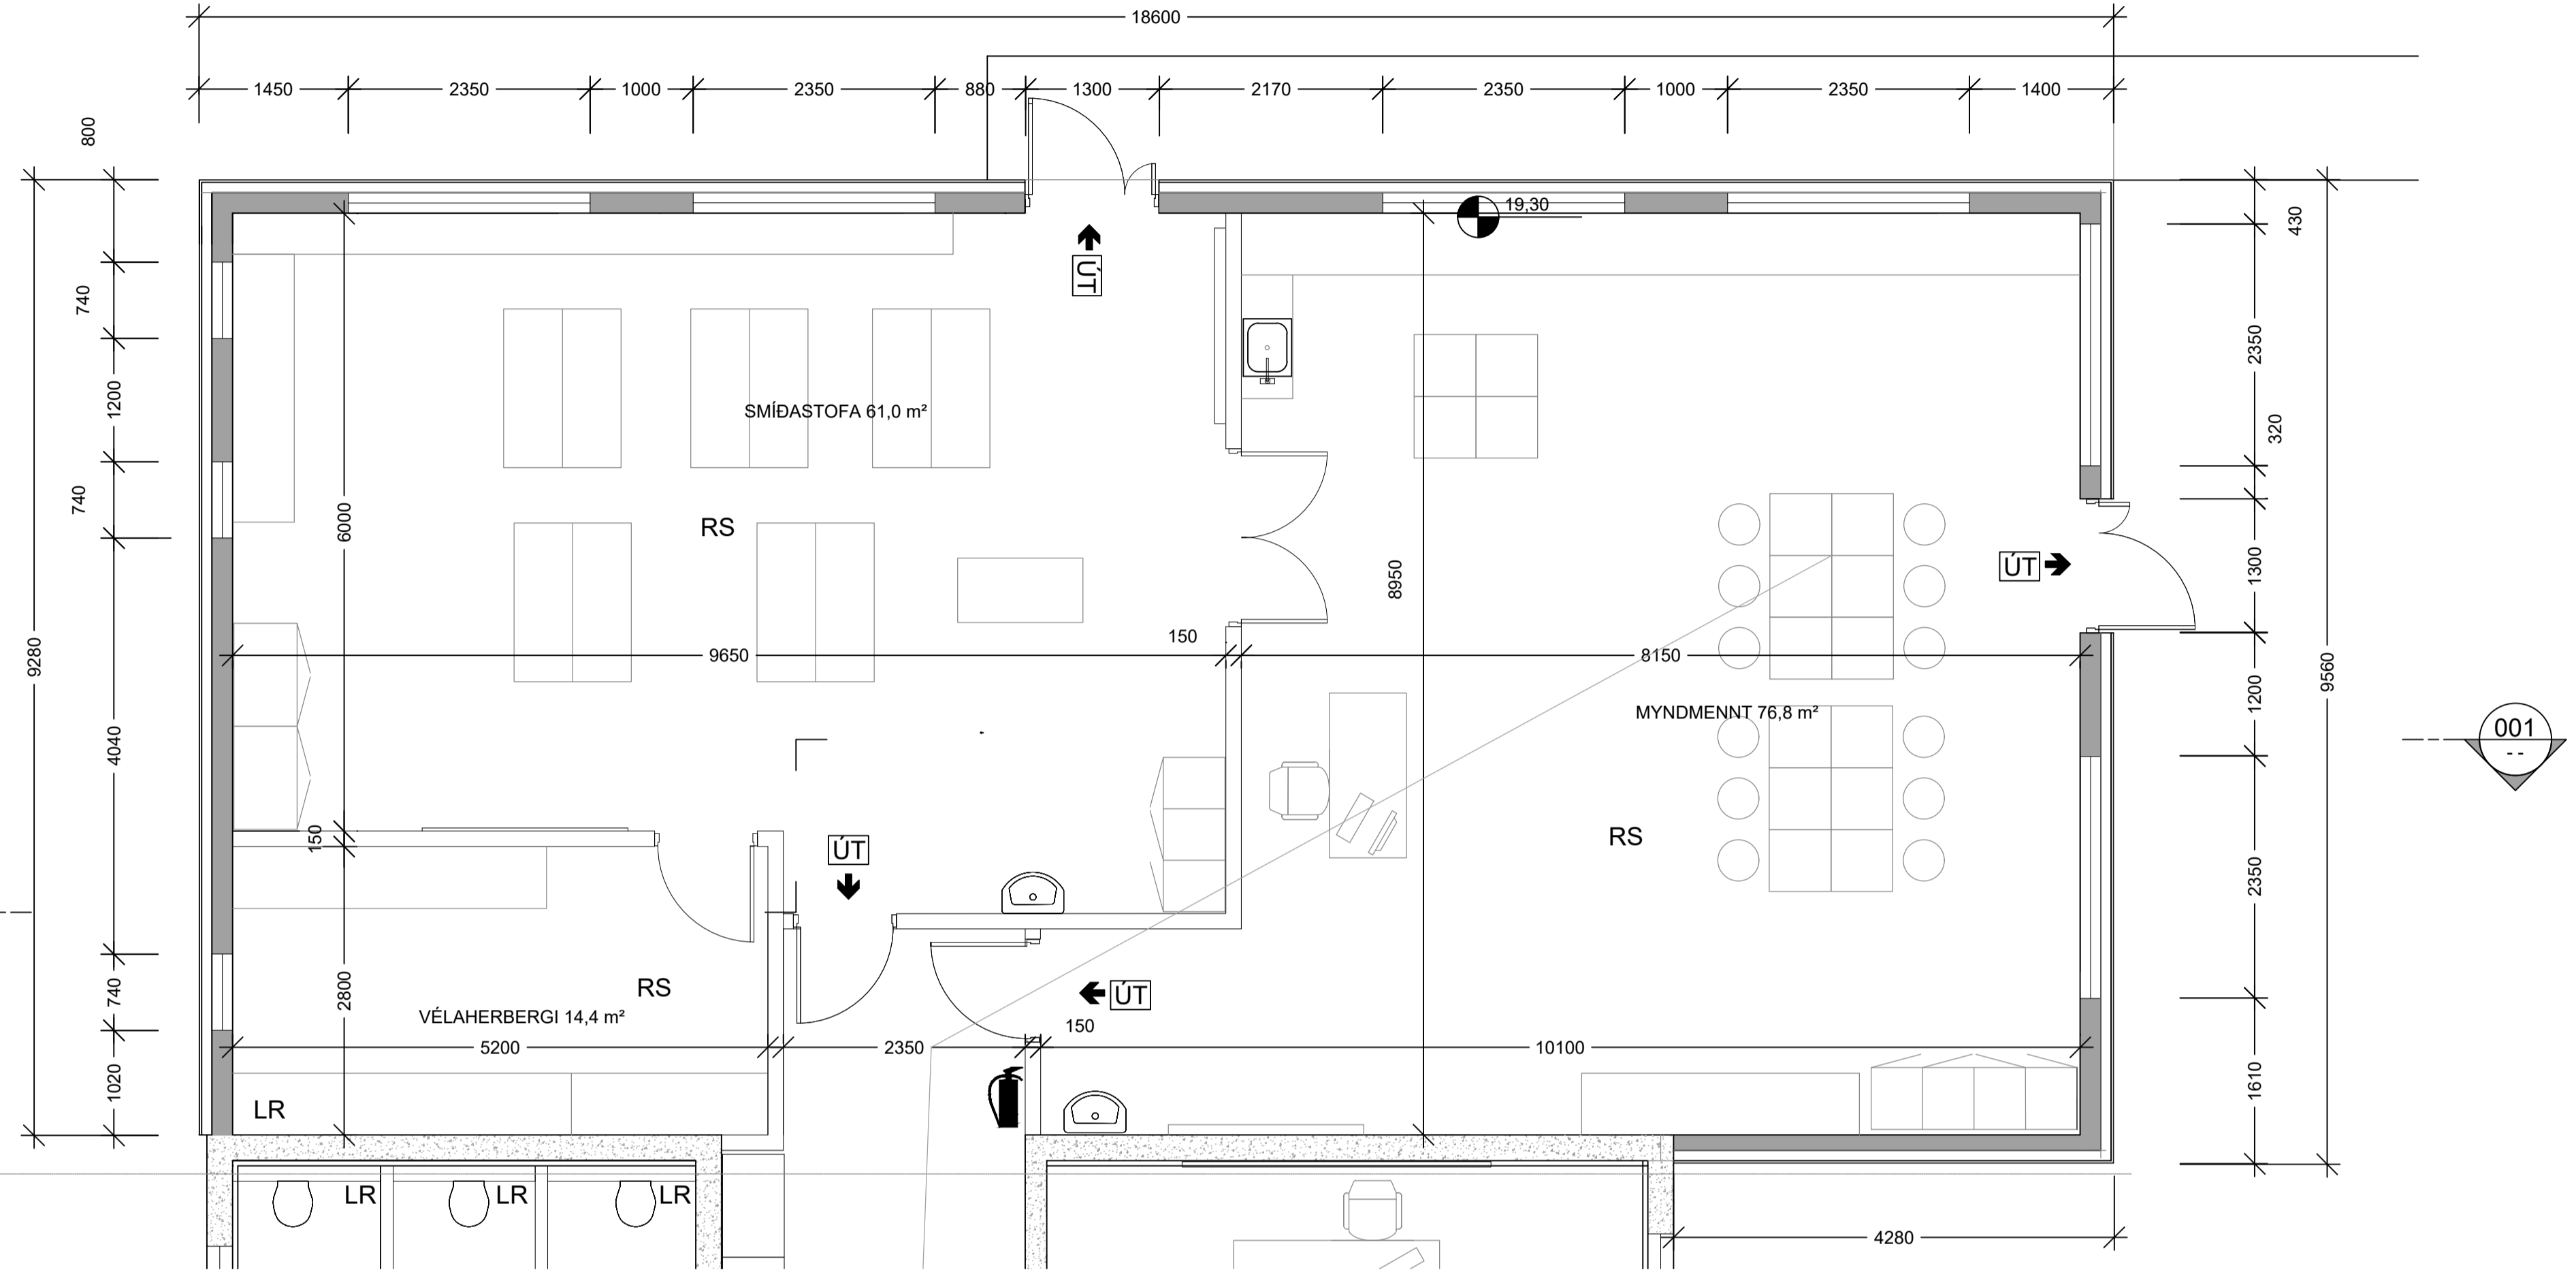 18600
1450 2350 1000 2350 880 1300 2170 2350 1000 2350 1400
800
19,30
430
ÚT
740
2350
1200
SMÍÐASTOFA 61,0 m²
320
740
6000
RS
8950
ÚT
1300
150
9280
9650
8150
9560
1200
MYNDMENNT 76,8 m²
001
- -
4040
150
ÚT
RS
2350
740
2800
RS
ÚT
VÉLAHERBERGI 14,4 m²
150
5200
2350
10100
1020
1610
LR
LR
LR
LR
4280